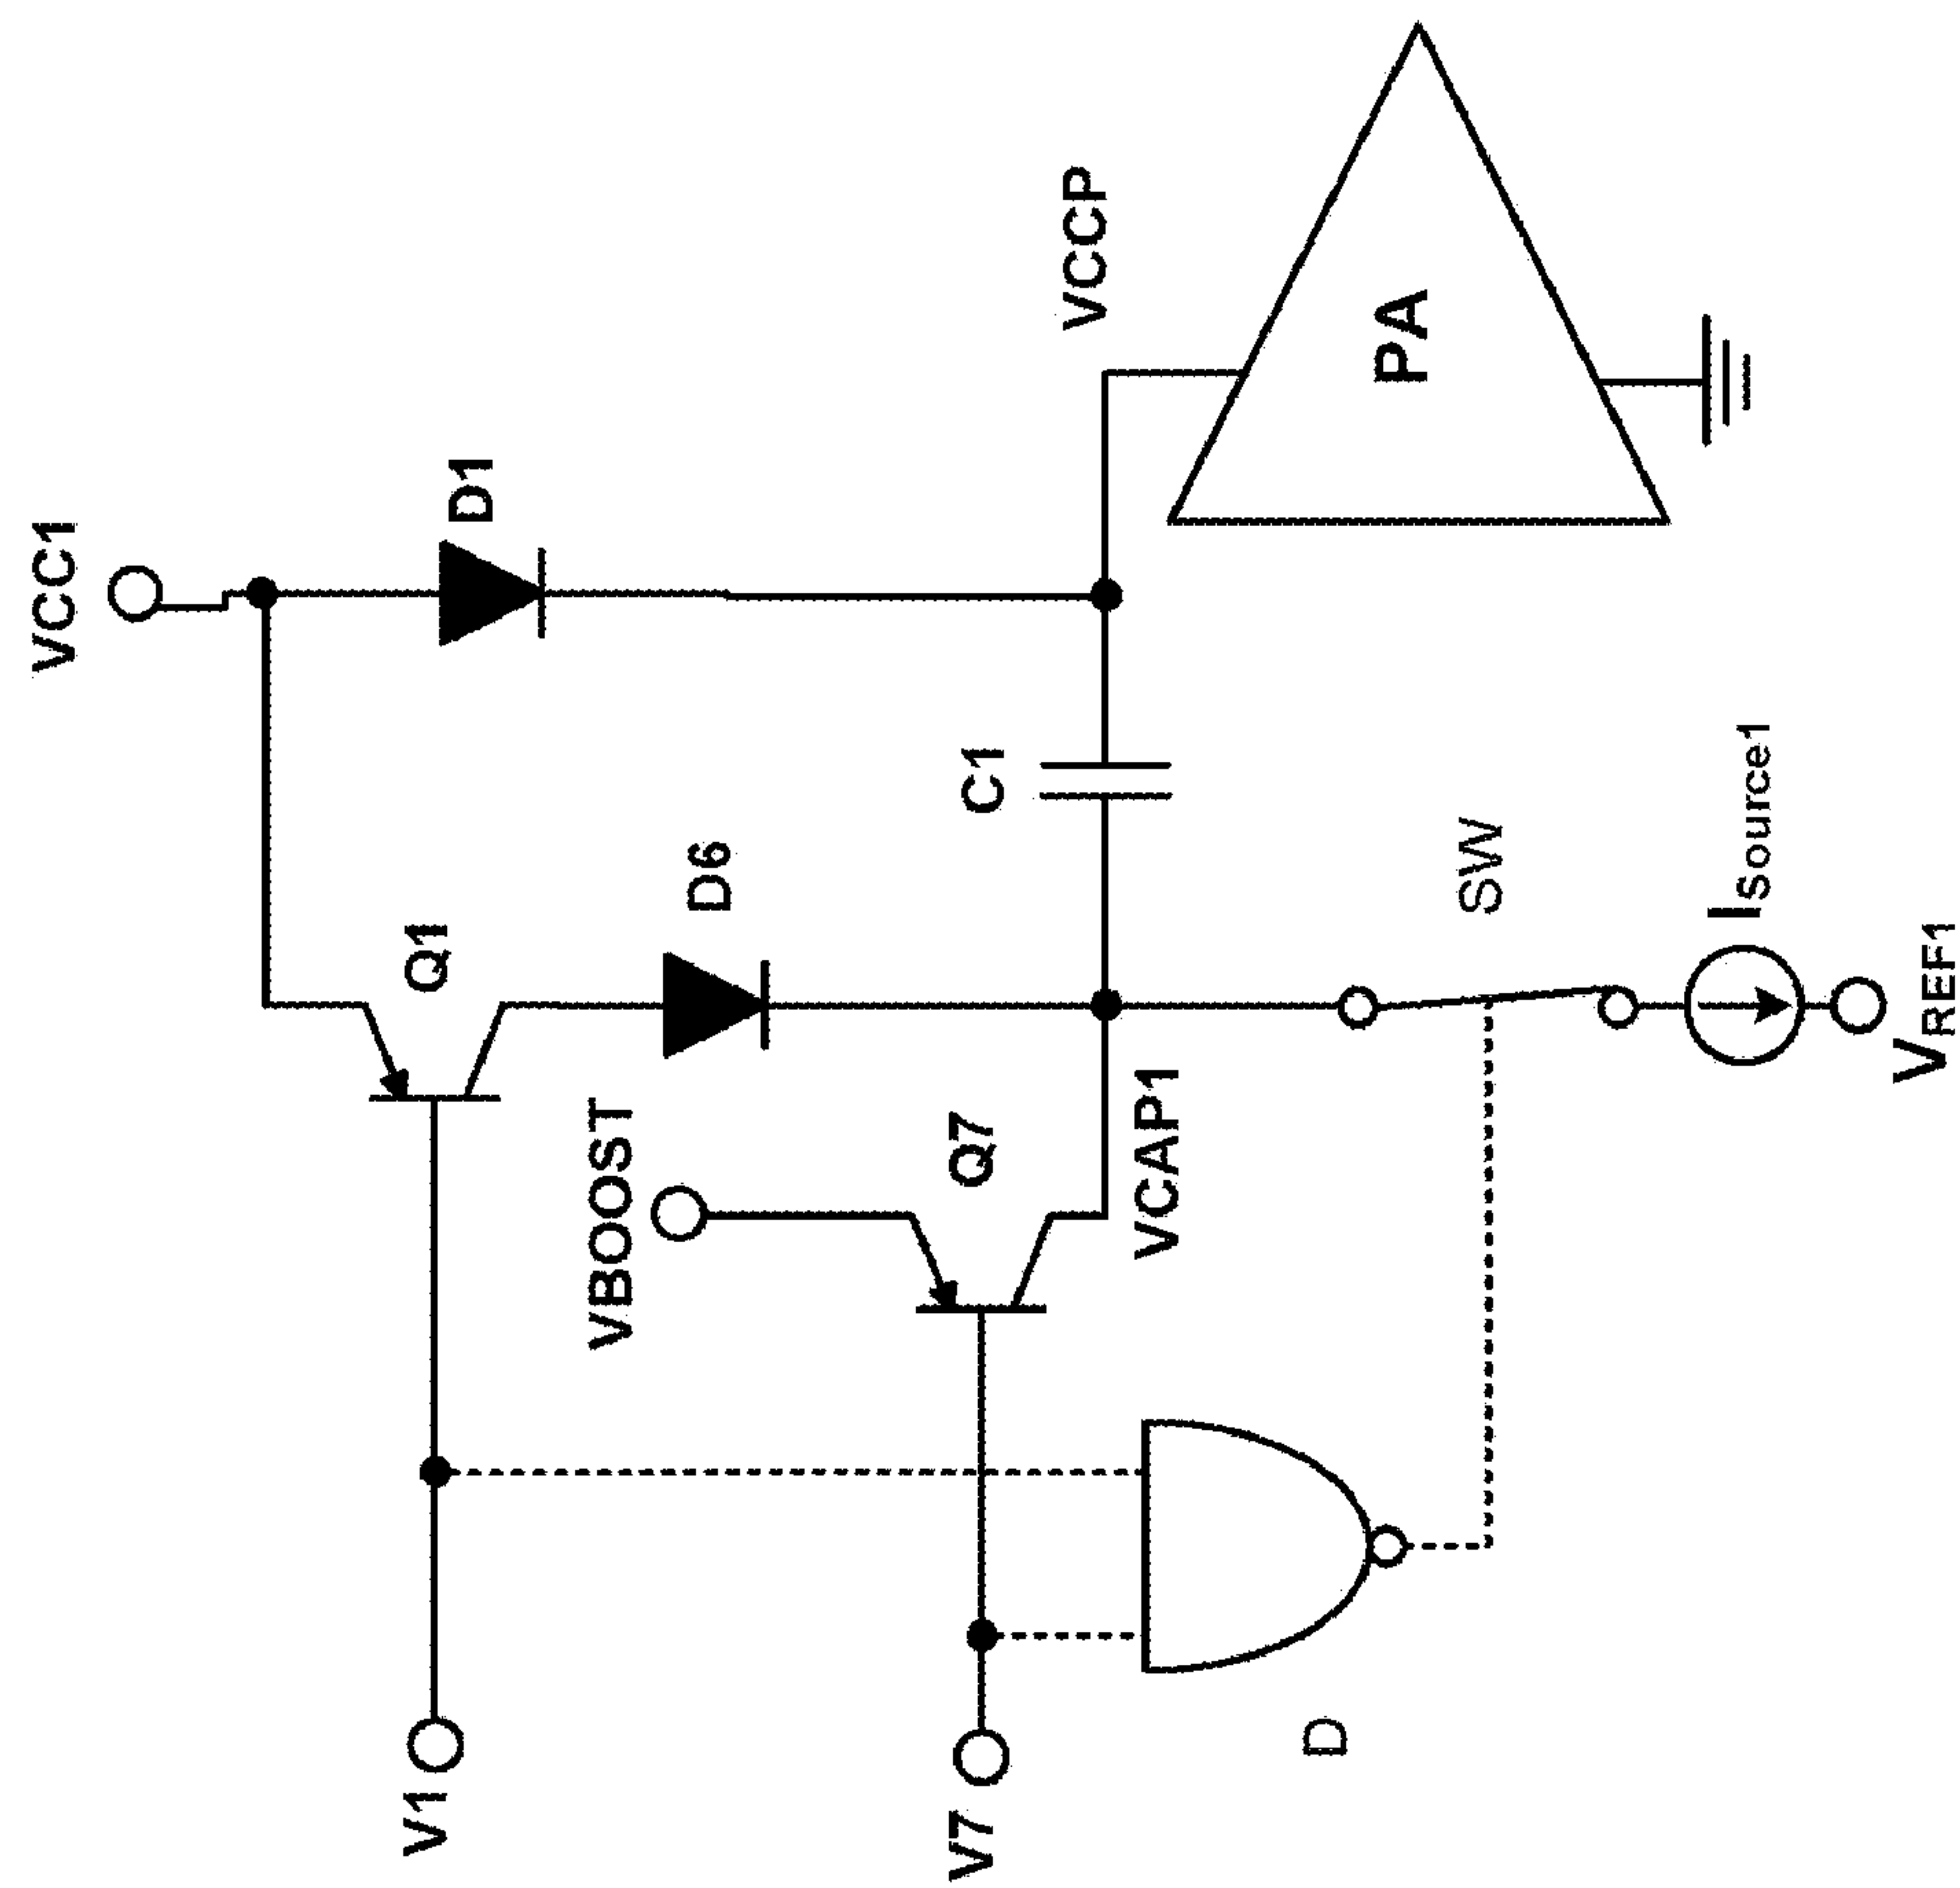 VCC1
D1
VCCP
PA
Q1
D6
C1
VBOOST
Q7
VCAP1
SW
ISource1
VREF1
V1
V7
D